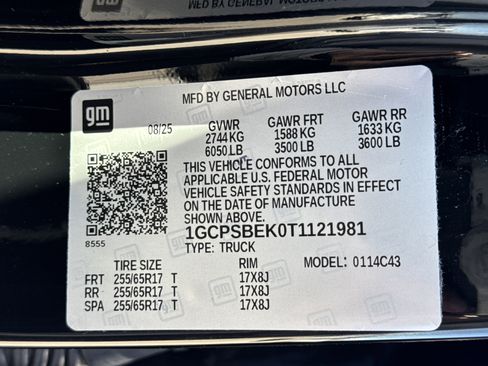 MFD BY GENERAL MOTORS LLC
gm
08/25 GVWR GAWR FRT GAWR RR
2744 KG 1588 KG 1633 KG
6050 LB 3500 LB 3600 LB
THIS VEHICLE CONFORMS TO ALL
APPLICABLE U.S. FEDERAL MOTOR
VEHICLE SAFETY STANDARDS IN EFFECT
ON THE DATE OF MANUFACTURE
SHOWN ABOVE.
8555
1GCPSBEK0T1121981
TYPE: TRUCK
TIRE SIZE RIM MODEL: 0114C43
FRT 255/65R17 T 17X8J
RR 255/65R17 T 17X8J
SPA 255/65R17 T 17X8J